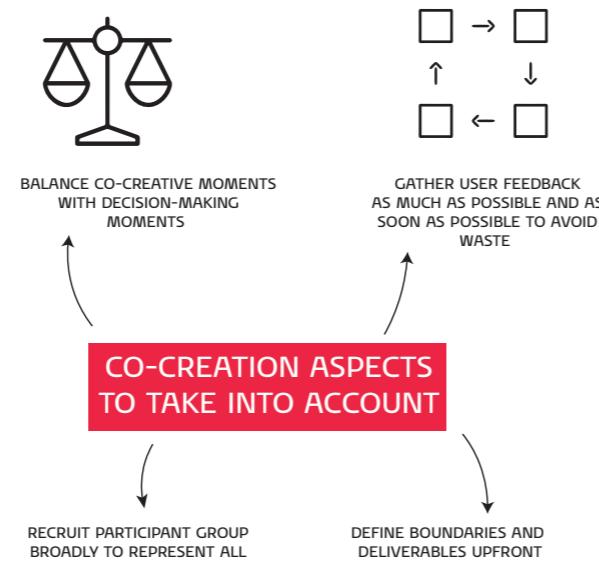 BALANCE CO-CREATIVE MOMENTS
WITH DECISION-MAKING
MOMENTS
GATHER USER FEEDBACK
AS MUCH AS POSSIBLE AND AS
SOON AS POSSIBLE TO AVOID
WASTE
CO-CREATION ASPECTS
TO TAKE INTO ACCOUNT
RECRUIT PARTICIPANT GROUP
BROADLY TO REPRESENT ALL
DEFINE BOUNDARIES AND
DELIVERABLES UPFRONT